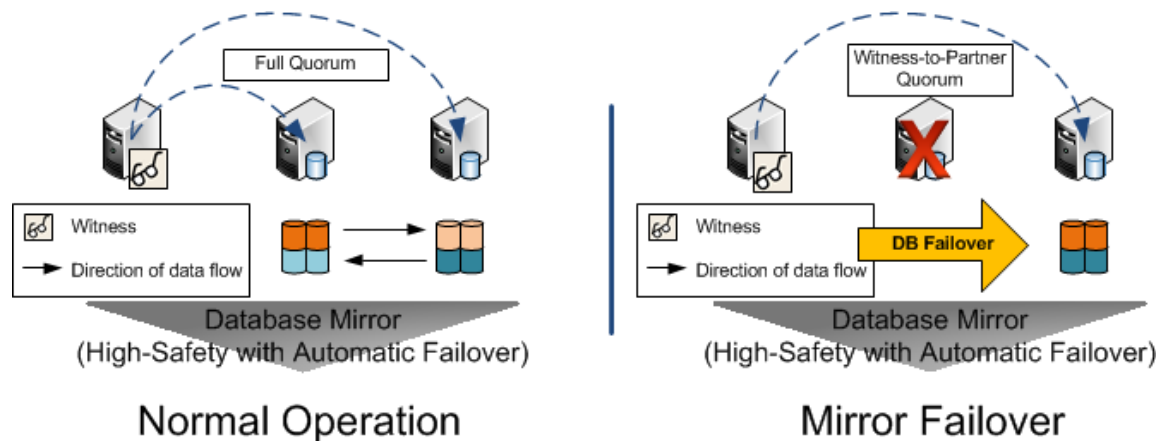 Full Quorum
Witness
Direction of data flow
Database Mirror
(High-Safety with Automatic Failover)
Normal Operation
Witness-to-Partner
Quorum
Witness
Direction of data flow
DB Failover
Database Mirror
(High-Safety with Automatic Failover)
Mirror Failover